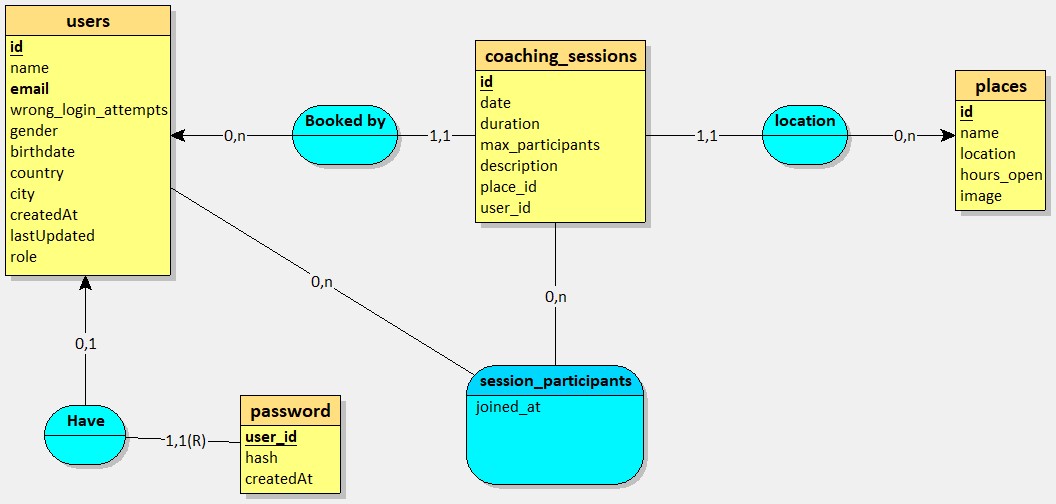 users
id
name
email
wrong_login_attempts
gender
birthdate
country
city
createdAt
lastUpdated
role
0,n
Booked by
1,1
coaching_sessions
id
date
duration
max_participants
description
place_id
user_id
1,1
location
0,n
places
id
name
location
hours_open
image
0,n
0,n
0,1
Have
1,1(R)
password
user_id
hash
createdAt
session_participants
joined_at